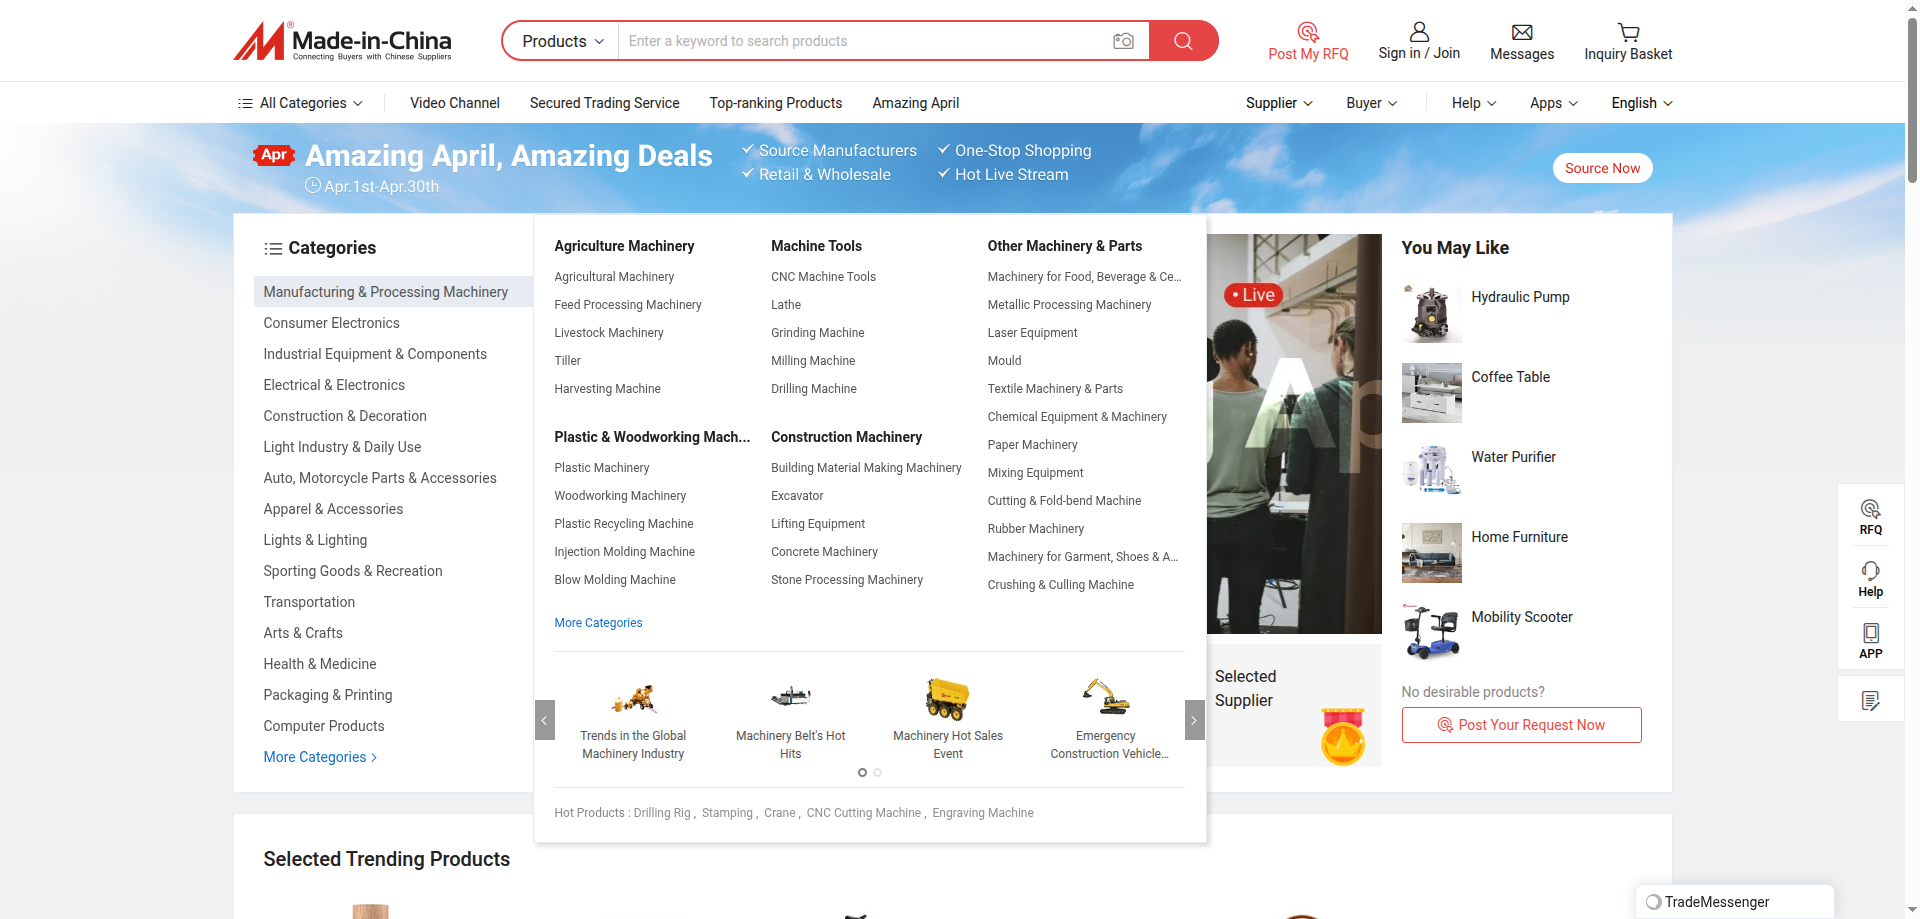 Made-in-China
Connecting Buyers with Chinese Suppliers
Products
Enter a keyword to search products
Post My RFQ
Sign in / Join
Messages
Inquiry Basket
All Categories
Video Channel
Secured Trading Service
Top-ranking Products
Amazing April
Supplier
Buyer
Help
Apps
English
Apr
Amazing April, Amazing Deals
Apr.1st-Apr.30th
Source Manufacturers
One-Stop Shopping
Retail & Wholesale
Hot Live Stream
Source Now
Categories
Manufacturing & Processing Machinery
Consumer Electronics
Industrial Equipment & Components
Electrical & Electronics
Construction & Decoration
Light Industry & Daily Use
Auto, Motorcycle Parts & Accessories
Apparel & Accessories
Lights & Lighting
Sporting Goods & Recreation
Transportation
Arts & Crafts
Health & Medicine
Packaging & Printing
Computer Products
More Categories
Agriculture Machinery
Agricultural Machinery
Feed Processing Machinery
Livestock Machinery
Tiller
Harvesting Machine
Machine Tools
CNC Machine Tools
Lathe
Grinding Machine
Milling Machine
Drilling Machine
Other Machinery & Parts
Machinery for Food, Beverage & Ce...
Metallic Processing Machinery
Laser Equipment
Mould
Textile Machinery & Parts
Chemical Equipment & Machinery
Paper Machinery
Mixing Equipment
Cutting & Fold-bend Machine
Rubber Machinery
Machinery for Garment, Shoes & A...
Crushing & Culling Machine
Plastic & Woodworking Mach...
Plastic Machinery
Woodworking Machinery
Plastic Recycling Machine
Injection Molding Machine
Blow Molding Machine
Construction Machinery
Building Material Making Machinery
Excavator
Lifting Equipment
Concrete Machinery
Stone Processing Machinery
More Categories
Trends in the Global
Machinery Industry
Machinery Belt's Hot
Hits
Machinery Hot Sales
Event
Emergency
Construction Vehicle...
Hot Products : Drilling Rig , Stamping , Crane , CNC Cutting Machine , Engraving Machine
• Live
Ap
Selected
Supplier
You May Like
Hydraulic Pump
Coffee Table
Water Purifier
Home Furniture
Mobility Scooter
No desirable products?
Post Your Request Now
RFQ
Help
APP
Selected Trending Products
TradeMessenger